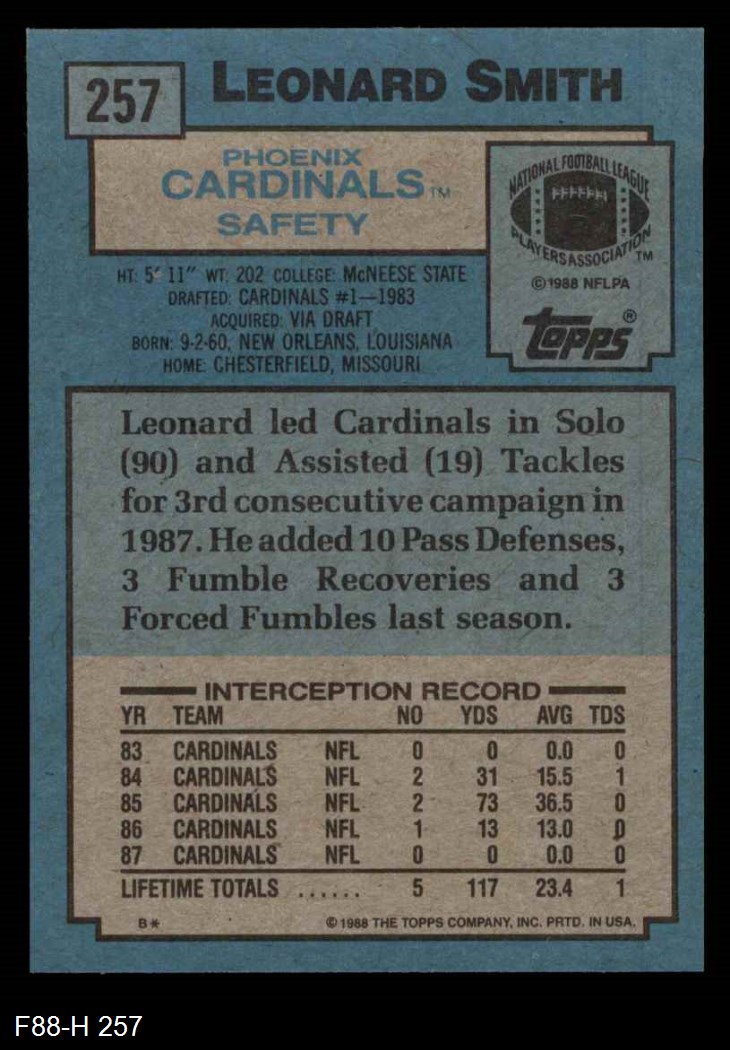 257
LEONARD SMITH
PHOENIX
CARDINALS™
SAFETY
NATIONAL FOOTBALL LEAGUE
PLAYERS ASSOCIATION™
©1988 NFLPA
topps®
HT: 5' 11" WT: 202 COLLEGE: McNEESE STATE
DRAFTED: CARDINALS #1—1983
ACQUIRED: VIA DRAFT
BORN: 9-2-60, NEW ORLEANS, LOUISIANA
HOME: CHESTERFIELD, MISSOURI
Leonard led Cardinals in Solo
(90) and Assisted (19) Tackles
for 3rd consecutive campaign in
1987. He added 10 Pass Defenses,
3 Fumble Recoveries and 3
Forced Fumbles last season.
INTERCEPTION RECORD
YR TEAM NO YDS AVG TDS
83 CARDINALS NFL 0 0 0.0 0
84 CARDINALS NFL 2 31 15.5 1
85 CARDINALS NFL 2 73 36.5 0
86 CARDINALS NFL 1 13 13.0 0
87 CARDINALS NFL 0 0 0.0 0
LIFETIME TOTALS ...... 5 117 23.4 1
B* ©1988 THE TOPPS COMPANY, INC. PRTD. IN USA.
F88-H 257